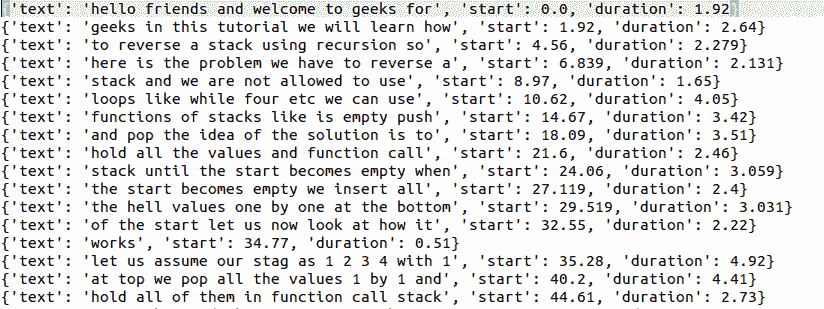 {'text': 'hello friends and welcome to geeks for', 'start': 0.0, 'duration': 1.92}
{'text': 'geeks in this tutorial we will learn how', 'start': 1.92, 'duration': 2.64}
{'text': 'to reverse a stack using recursion so', 'start': 4.56, 'duration': 2.279}
{'text': 'here is the problem we have to reverse a', 'start': 6.839, 'duration': 2.131}
{'text': 'stack and we are not allowed to use', 'start': 8.97, 'duration': 1.65}
{'text': 'loops like while four etc we can use', 'start': 10.62, 'duration': 4.05}
{'text': 'functions of stacks like is empty push', 'start': 14.67, 'duration': 3.42}
{'text': 'and pop the idea of the solution is to', 'start': 18.09, 'duration': 3.51}
{'text': 'hold all the values and function call', 'start': 21.6, 'duration': 2.46}
{'text': 'stack until the start becomes empty when', 'start': 24.06, 'duration': 3.059}
{'text': 'the start becomes empty we insert all', 'start': 27.119, 'duration': 2.4}
{'text': 'the hell values one by one at the bottom', 'start': 29.519, 'duration': 3.031}
{'text': 'of the start let us now look at how it', 'start': 32.55, 'duration': 2.22}
{'text': 'works', 'start': 34.77, 'duration': 0.51}
{'text': 'let us assume our stag as 1 2 3 4 with 1', 'start': 35.28, 'duration': 4.92}
{'text': 'at top we pop all the values 1 by 1 and', 'start': 40.2, 'duration': 4.41}
{'text': 'hold all of them in function call stack', 'start': 44.61, 'duration': 2.73}